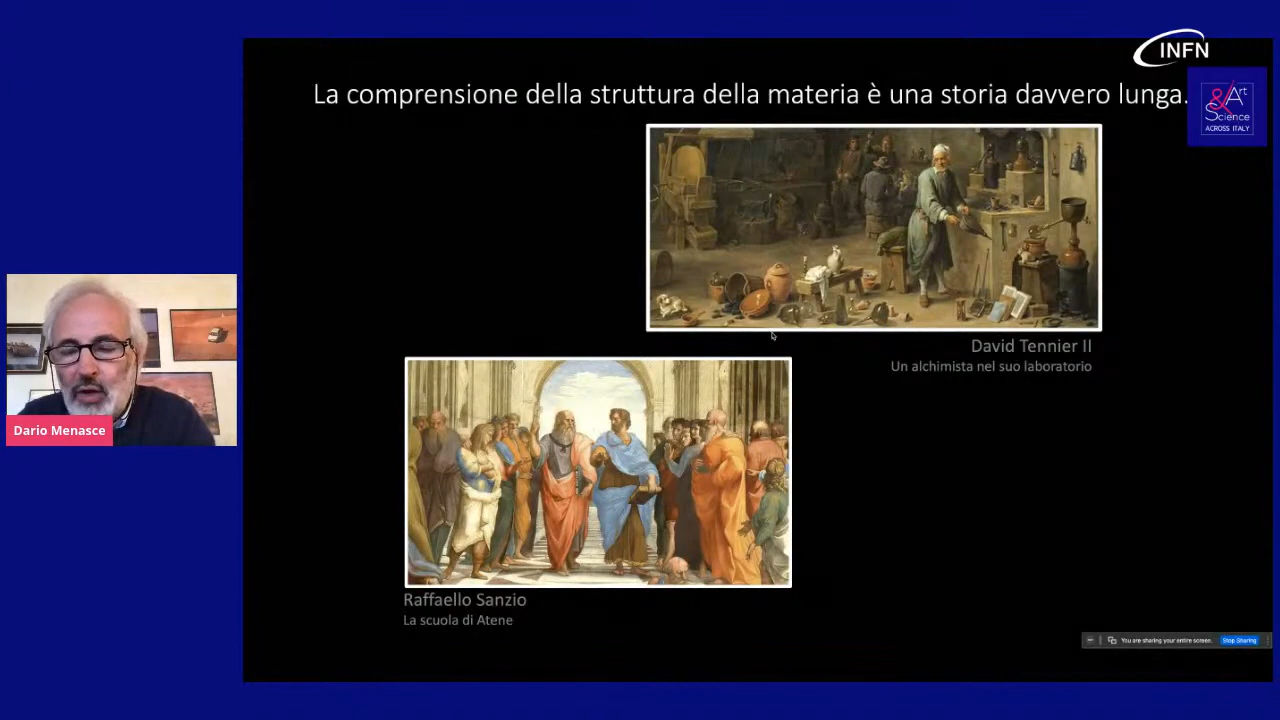 INFN
La comprensione della struttura della materia è una storia davvero lunga.
Art
&
Science
ACROSS ITALY
David Tennier II
Un alchimista nel suo laboratorio
Dario Menasce
Raffaello Sanzio
La scuola di Atene
You are sharing your entire screen.
Stop Sharing